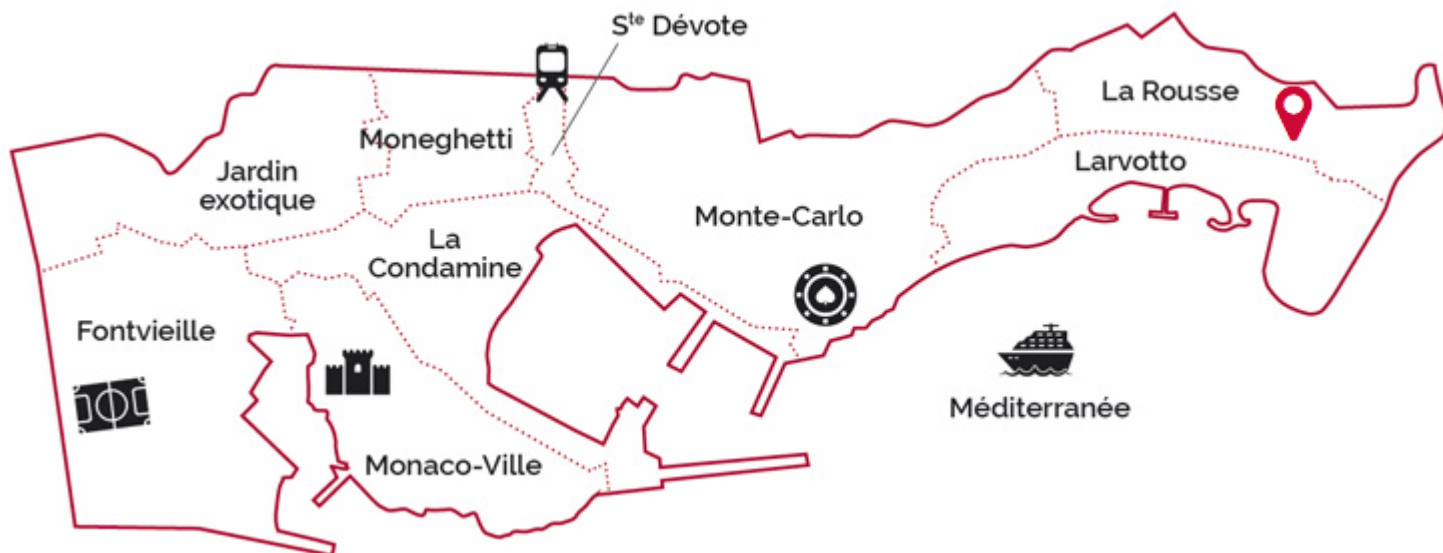 Sᵗᵉ Dévote
La Rousse
Moneghetti
Larvotto
Jardin
exotique
Monte-Carlo
La
Condamine
Fontvieille
Méditerranée
Monaco-Ville